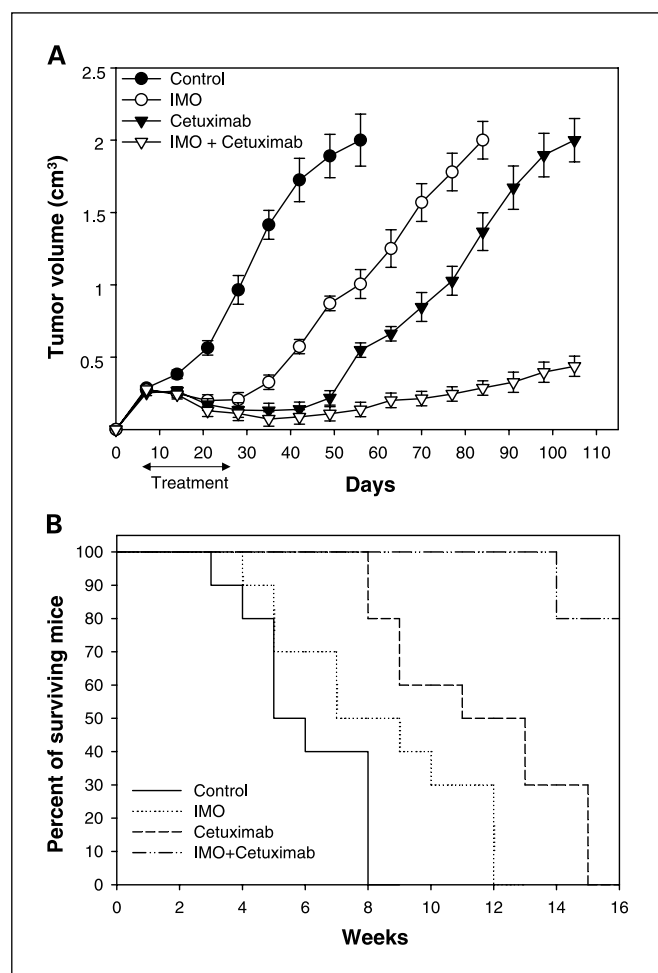 A
Control
IMO
Cetuximab
IMO + Cetuximab
Tumor volume (cm³)
2.5
2
1.5
1
0.5
0
0 10 20 30 40 50 60 70 80 90 100 110
Treatment
Days
B
Percent of surviving mice
100
90
80
70
60
50
40
30
20
10
0
Control
IMO
Cetuximab
IMO+Cetuximab
0 2 4 6 8 10 12 14 16
Weeks